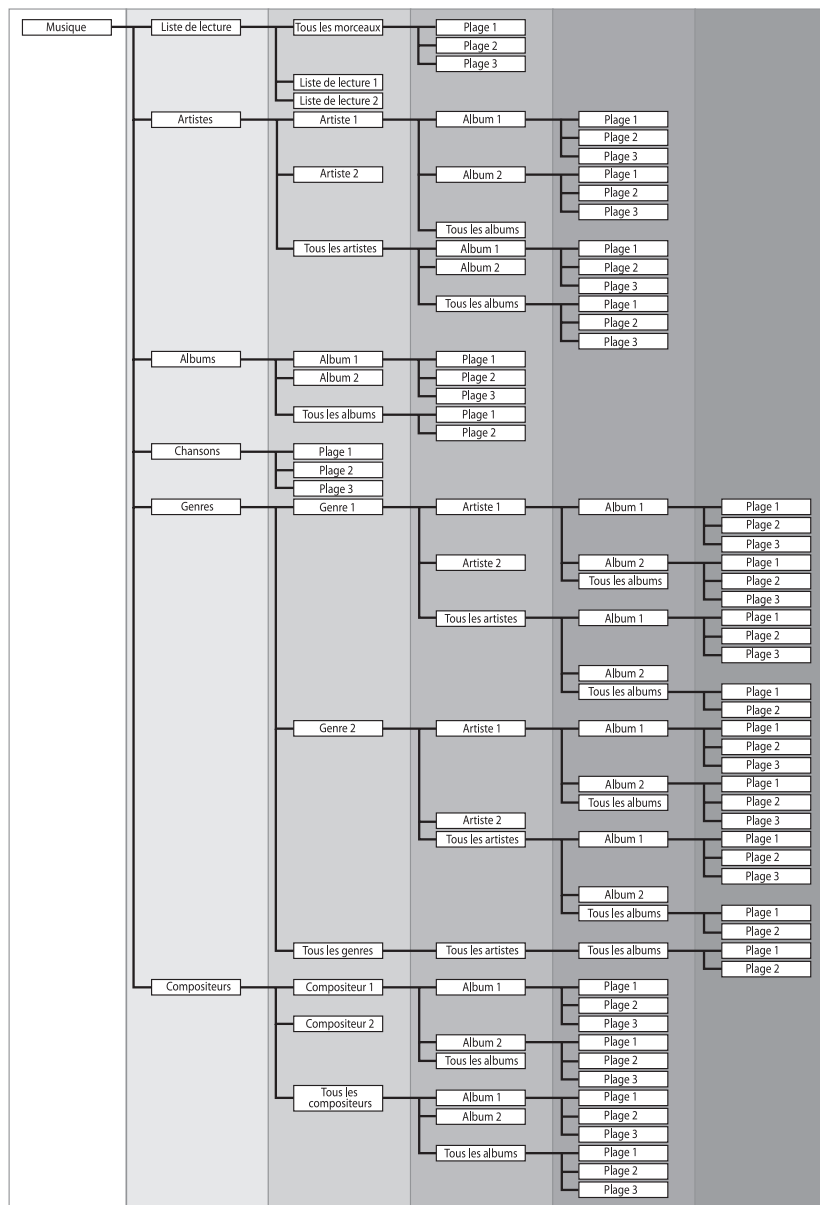 Musique
Liste de lecture
Tous les morceaux
Plage 1
Plage 2
Plage 3
Liste de lecture 1
Liste de lecture 2
Artistes
Artiste 1
Album 1
Plage 1
Plage 2
Plage 3
Artiste 2
Album 2
Plage 1
Plage 2
Plage 3
Tous les albums
Tous les artistes
Album 1
Plage 1
Album 2
Plage 2
Plage 3
Tous les albums
Plage 1
Plage 2
Plage 3
Albums
Album 1
Plage 1
Album 2
Plage 2
Plage 3
Tous les albums
Plage 1
Plage 2
Chansons
Plage 1
Plage 2
Plage 3
Genres
Genre 1
Artiste 1
Album 1
Plage 1
Plage 2
Plage 3
Artiste 2
Album 2
Plage 1
Tous les albums
Plage 2
Plage 3
Tous les artistes
Album 1
Plage 1
Plage 2
Plage 3
Album 2
Tous les albums
Plage 1
Plage 2
Genre 2
Artiste 1
Album 1
Plage 1
Plage 2
Plage 3
Album 2
Plage 1
Tous les albums
Plage 2
Artiste 2
Plage 3
Tous les artistes
Album 1
Plage 1
Plage 2
Plage 3
Album 2
Tous les albums
Plage 1
Plage 2
Tous les genres
Tous les artistes
Tous les albums
Plage 1
Plage 2
Compositeurs
Compositeur 1
Album 1
Plage 1
Plage 2
Compositeur 2
Plage 3
Album 2
Plage 1
Tous les albums
Plage 2
Plage 3
Tous les
compositeurs
Album 1
Plage 1
Album 2
Plage 2
Plage 3
Tous les albums
Plage 1
Plage 2
Plage 3